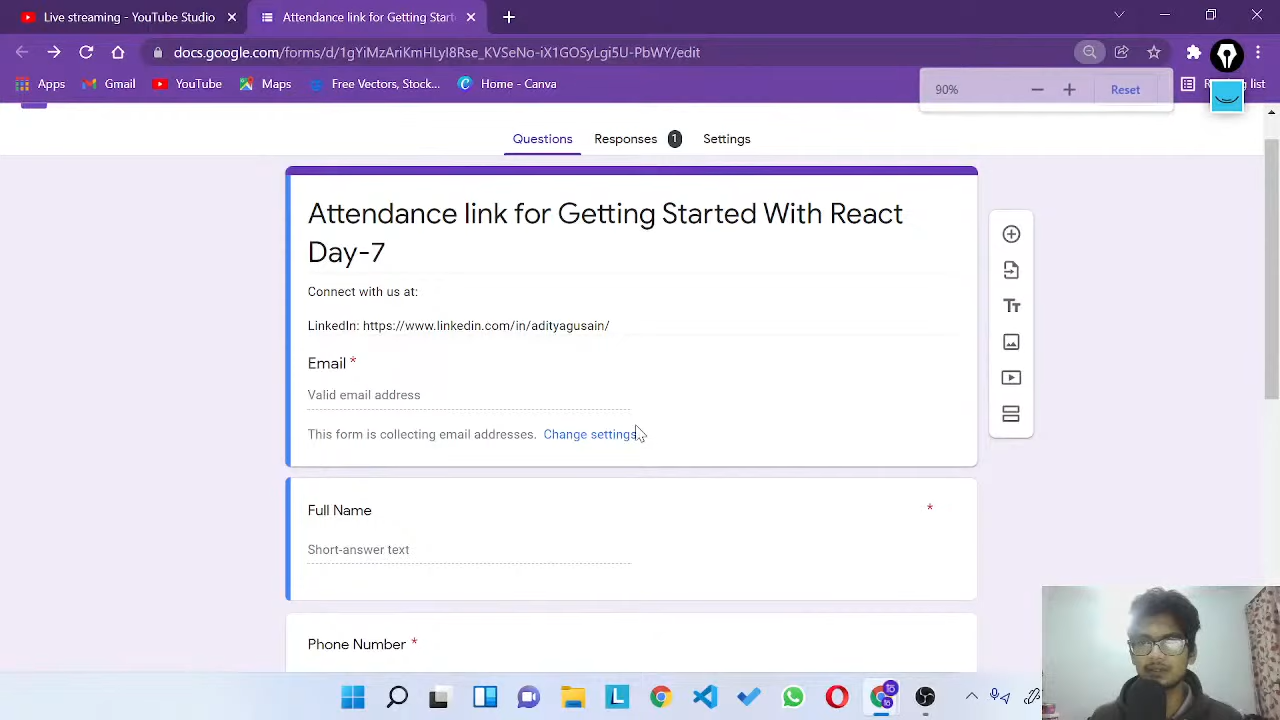 Live streaming - YouTube Studio
Attendance link for Getting Star
docs.google.com/forms/d/1gYiMzAriKmHLyI8Rse_KVSeNo-iX1GOSyLgi5U-PbWY/edit
Apps
Gmail
YouTube
Maps
Free Vectors, Stock...
Home - Canva
90%
Reset
list
Questions
Responses 1
Settings
Attendance link for Getting Started With React
Day-7
Connect with us at:
LinkedIn: https://www.linkedin.com/in/adityagusain/
Email *
Valid email address
This form is collecting email addresses. Change settings
Full Name *
Short-answer text
Phone Number *